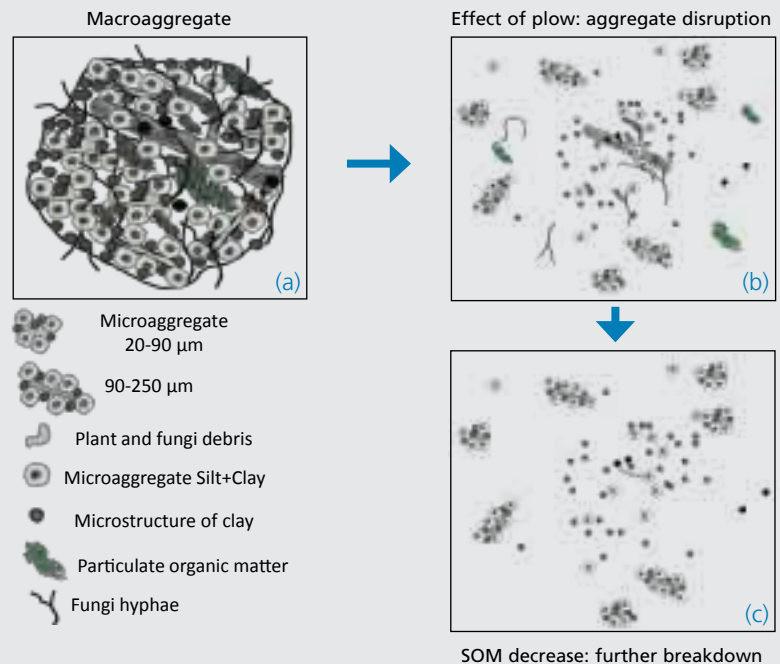 Macroaggregate
(a)
Effect of plow: aggregate disruption
(b)
Microaggregate
20-90 µm
90-250 µm
Plant and fungi debris
Microaggregate Silt+Clay
Microstructure of clay
Particulate organic matter
Fungi hyphae
(c)
SOM decrease: further breakdown